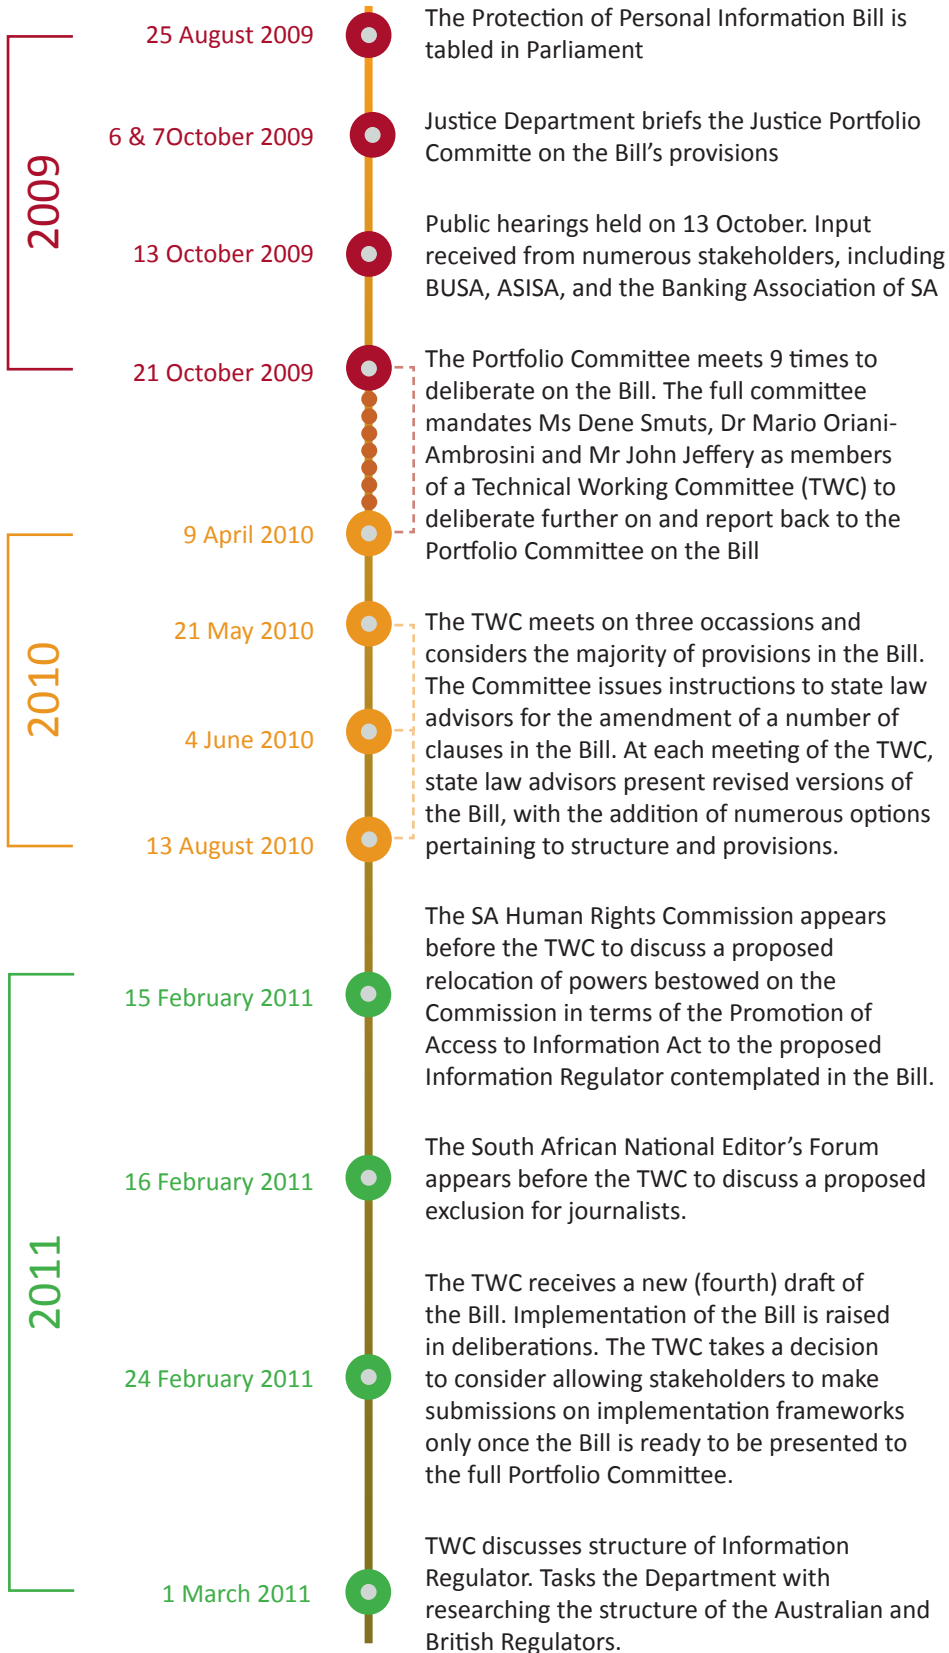 2009
25 August 2009
The Protection of Personal Information Bill is
tabled in Parliament
6 & 7October 2009
Justice Department briefs the Justice Portfolio
Committe on the Bill's provisions
13 October 2009
Public hearings held on 13 October. Input
received from numerous stakeholders, including
BUSA, ASISA, and the Banking Association of SA
21 October 2009
9 April 2010
The Portfolio Committee meets 9 times to
deliberate on the Bill. The full committee
mandates Ms Dene Smuts, Dr Mario Oriani-
Ambrosini and Mr John Jeffery as members
of a Technical Working Committee (TWC) to
deliberate further on and report back to the
Portfolio Committee on the Bill
2010
21 May 2010
4 June 2010
13 August 2010
The TWC meets on three occassions and
considers the majority of provisions in the Bill.
The Committee issues instructions to state law
advisors for the amendment of a number of
clauses in the Bill. At each meeting of the TWC,
state law advisors present revised versions of
the Bill, with the addition of numerous options
pertaining to structure and provisions.
2011
15 February 2011
The SA Human Rights Commission appears
before the TWC to discuss a proposed
relocation of powers bestowed on the
Commission in terms of the Promotion of
Access to Information Act to the proposed
Information Regulator contemplated in the Bill.
16 February 2011
The South African National Editor's Forum
appears before the TWC to discuss a proposed
exclusion for journalists.
24 February 2011
The TWC receives a new (fourth) draft of
the Bill. Implementation of the Bill is raised
in deliberations. The TWC takes a decision
to consider allowing stakeholders to make
submissions on implementation frameworks
only once the Bill is ready to be presented to
the full Portfolio Committee.
1 March 2011
TWC discusses structure of Information
Regulator. Tasks the Department with
researching the structure of the Australian and
British Regulators.